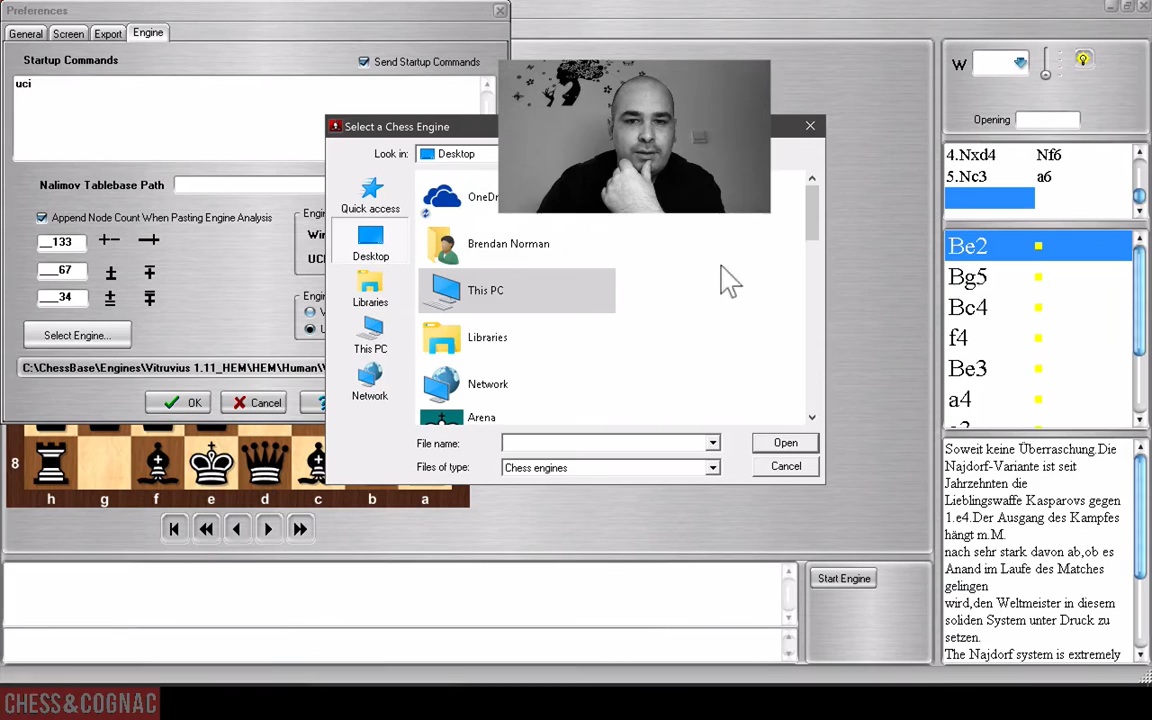 Preferences
General Screen Export Engine
Startup Commands
Send Startup Commands
uci
Nalimov Tablebase Path
Append Node Count When Pasting Engine Analysis
__133
__67
__34
Select Engine...
C:\ChessBase\Engines\Vitruvius 1.11_HEM\HEM\Human\
OK Cancel
Select a Chess Engine
Look in: Desktop
Quick access
Desktop
Libraries
This PC
Network
Brendan Norman
This PC
Libraries
Network
Arena
File name: Open
Files of type: Chess engines Cancel
8
h g f e d c b a
W
Opening
4.Nxd4 Nf6
5.Nc3 a6
Be2
Bg5
Bc4
f4
Be3
a4
Soweit keine Überraschung.Die
Najdorf-Variante ist seit
Jahrzehnten die
Lieblingswaffe Kasparovs gegen
1.e4.Der Ausgang des Kampfes
hängt m.M.
nach sehr stark davon ab,ob es
Anand im Laufe des Matches
gelingen
wird,den Weltmeister in diesem
soliden System unter Druck zu
setzen.
The Najdorf system is extremely
Start Engine
CHESS&COGNAC